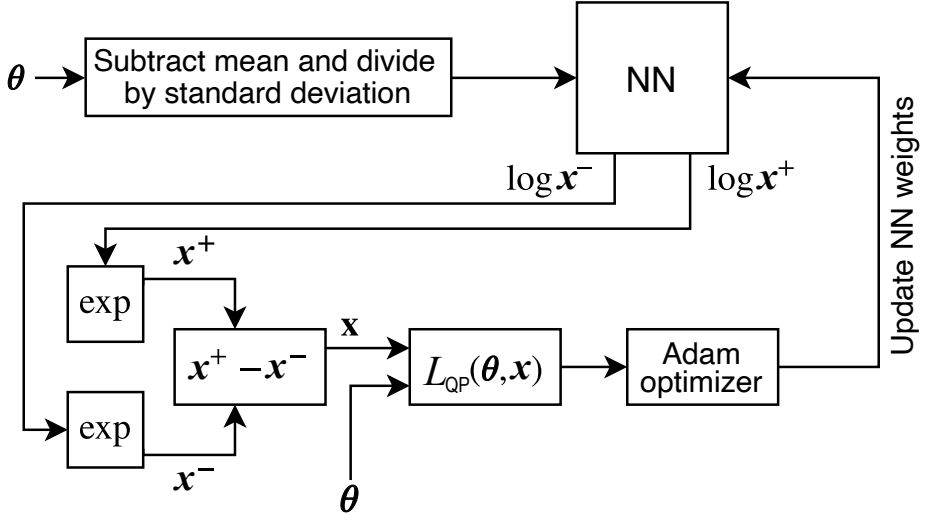 θ
Subtract mean and divide
by standard deviation
NN
log x⁻
log x⁺
Update NN weights
x⁺
exp
x⁺ − x⁻
x
L_QP(θ, x)
Adam
optimizer
exp
x⁻
θ